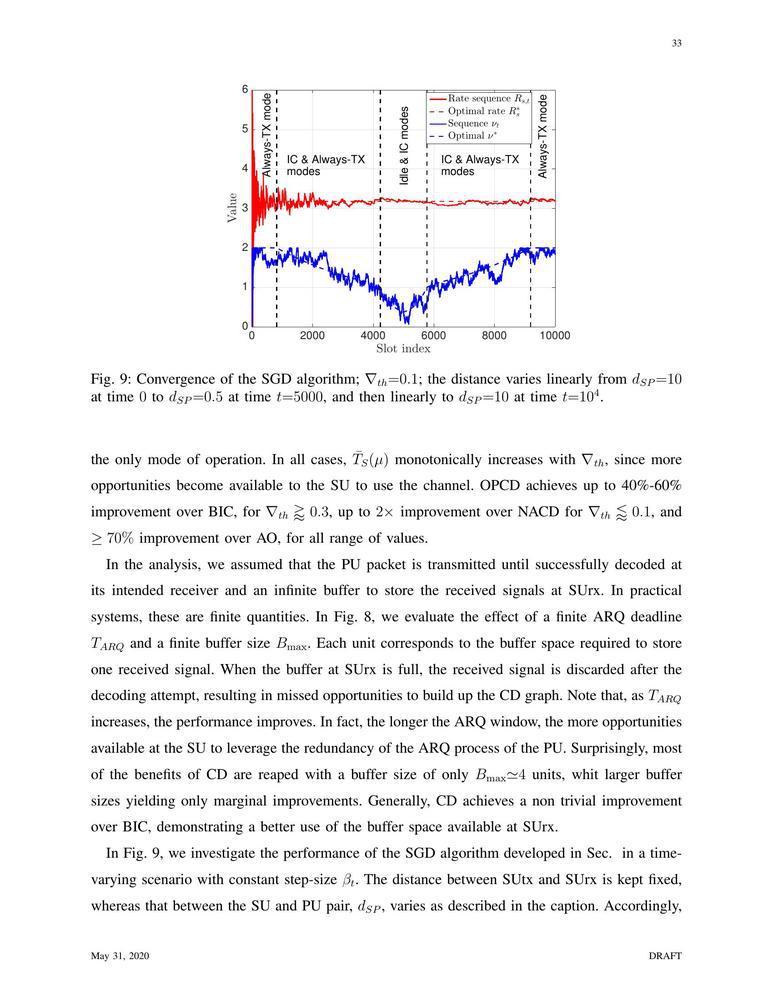 33
6
5
4
3
2
1
0
Value
Always-TX mode
IC & Always-TX
modes
Idle & IC modes
IC & Always-TX
modes
Always-TX mode
Rate sequence R_{s,t}
Optimal rate R_s^*
Sequence ν_t
Optimal ν*
0 2000 4000 6000 8000 10000
Slot index
Fig. 9: Convergence of the SGD algorithm; ∇_{th}=0.1; the distance varies linearly from d_{SP}=10
at time 0 to d_{SP}=0.5 at time t=5000, and then linearly to d_{SP}=10 at time t=10^4.
the only mode of operation. In all cases, T̄_S(μ) monotonically increases with ∇_{th}, since more
opportunities become available to the SU to use the channel. OPCD achieves up to 40%-60%
improvement over BIC, for ∇_{th} ⪆ 0.3, up to 2× improvement over NACD for ∇_{th} ⪅ 0.1, and
≥ 70% improvement over AO, for all range of values.
In the analysis, we assumed that the PU packet is transmitted until successfully decoded at
its intended receiver and an infinite buffer to store the received signals at SUrx. In practical
systems, these are finite quantities. In Fig. 8, we evaluate the effect of a finite ARQ deadline
T_{ARQ} and a finite buffer size B_{max}. Each unit corresponds to the buffer space required to store
one received signal. When the buffer at SUrx is full, the received signal is discarded after the
decoding attempt, resulting in missed opportunities to build up the CD graph. Note that, as T_{ARQ}
increases, the performance improves. In fact, the longer the ARQ window, the more opportunities
available at the SU to leverage the redundancy of the ARQ process of the PU. Surprisingly, most
of the benefits of CD are reaped with a buffer size of only B_{max}≃4 units, whit larger buffer
sizes yielding only marginal improvements. Generally, CD achieves a non trivial improvement
over BIC, demonstrating a better use of the buffer space available at SUrx.
In Fig. 9, we investigate the performance of the SGD algorithm developed in Sec. in a time-
varying scenario with constant step-size β_t. The distance between SUtx and SUrx is kept fixed,
whereas that between the SU and PU pair, d_{SP}, varies as described in the caption. Accordingly,
May 31, 2020 DRAFT